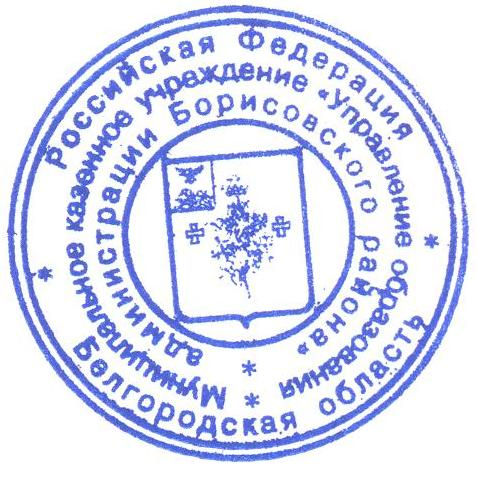 Российская Федерация
Белгородская область
Муниципальное казенное учреждение «Управление образования
администрации Борисовского района»